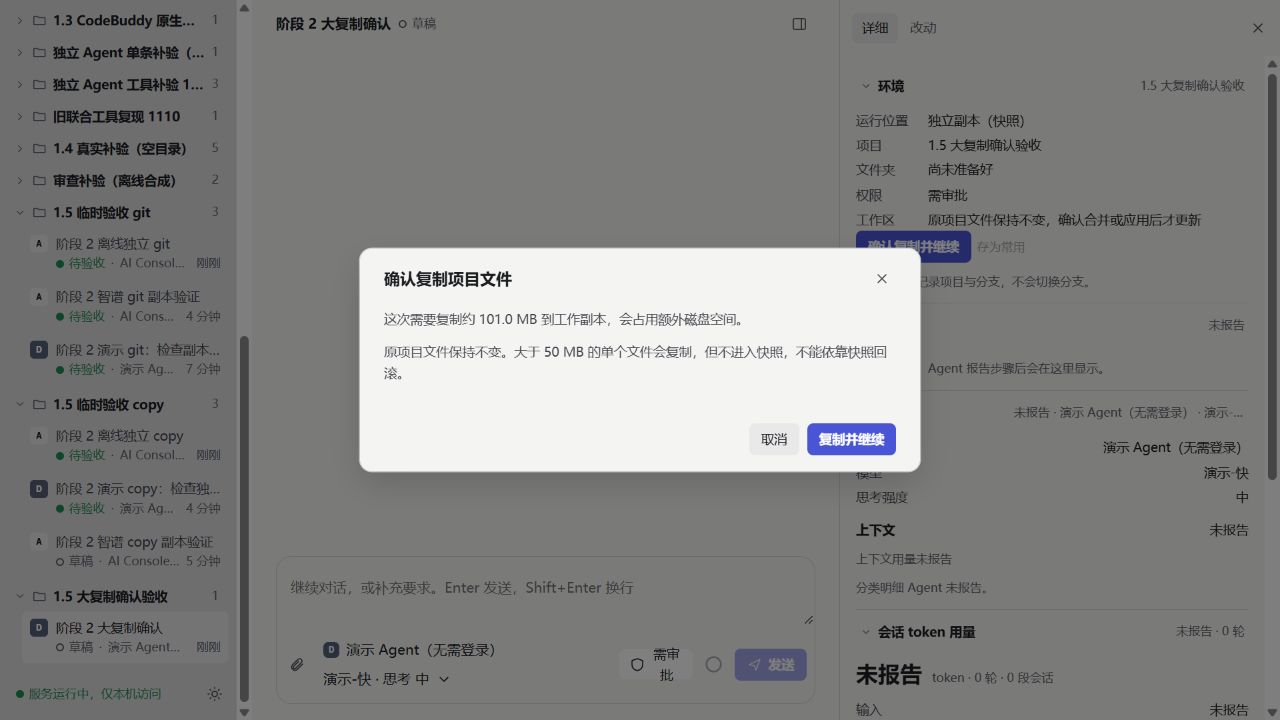 1.3 CodeBuddy 原生... 1
独立 Agent 单条补验（... 1
独立 Agent 工具补验 1... 3
旧联合工具复现 1110 1
1.4 真实补验（空目录） 5
审查补验（离线合成） 2
1.5 临时验收 git 3
A 阶段 2 离线独立 git
待验收 · AI Consol... 刚刚
A 阶段 2 智谱 git 副本验证
待验收 · AI Cons... 4 分钟
D 阶段 2 演示 git：检查副本...
待验收 · 演示 Ag... 7 分钟
1.5 临时验收 copy 3
A 阶段 2 离线独立 copy
待验收 · AI Consol... 刚刚
D 阶段 2 演示 copy：检查独...
待验收 · 演示 Ag... 4 分钟
A 阶段 2 智谱 copy 副本验证
草稿 · AI Console... 5 分钟
1.5 大复制确认验收 1
D 阶段 2 大复制确认
草稿 · 演示 Agent... 刚刚
服务运行中，仅本机访问
阶段 2 大复制确认 草稿
确认复制项目文件
这次需要复制约 101.0 MB 到工作副本，会占用额外磁盘空间。
原项目文件保持不变。大于 50 MB 的单个文件会复制，但不进入快照，不能依靠快照回
滚。
取消 复制并继续
继续对话，或补充要求。Enter 发送，Shift+Enter 换行
D 演示 Agent（无需登录）
演示-快 · 思考 中
需审
批
发送
详细 改动
环境 1.5 大复制确认验收
运行位置 独立副本（快照）
项目 1.5 大复制确认验收
文件夹 尚未准备好
权限 需审批
工作区 原项目文件保持不变，确认合并或应用后才更新
确认复制并继续 存为常用
记录项目与分支，不会切换分支。
未报告
Agent 报告步骤后会在这里显示。
未报告 · 演示 Agent（无需登录） · 演示-...
演示 Agent（无需登录）
模型 演示-快
思考强度 中
上下文 未报告
上下文用量未报告
分类明细 Agent 未报告。
会话 token 用量 未报告 · 0 轮
未报告 token · 0 轮 · 0 段会话
输入 未报告